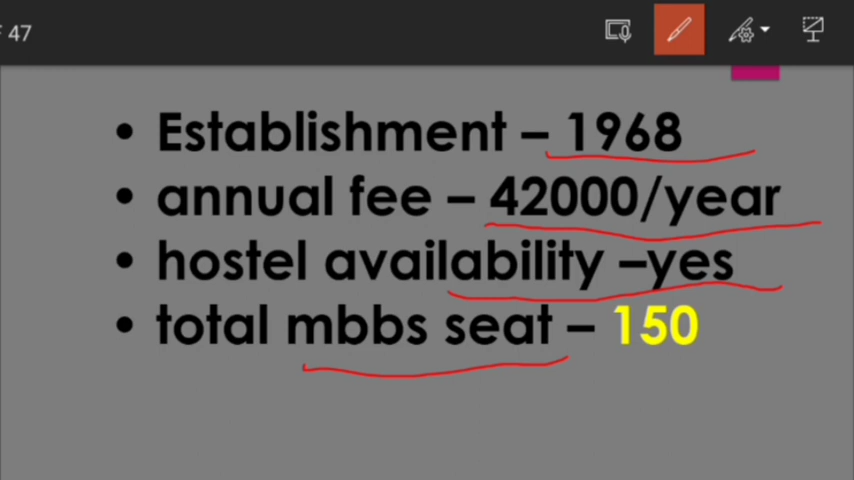 47
• Establishment – 1968
• annual fee – 42000/year
• hostel availability –yes
• total mbbs seat – 150